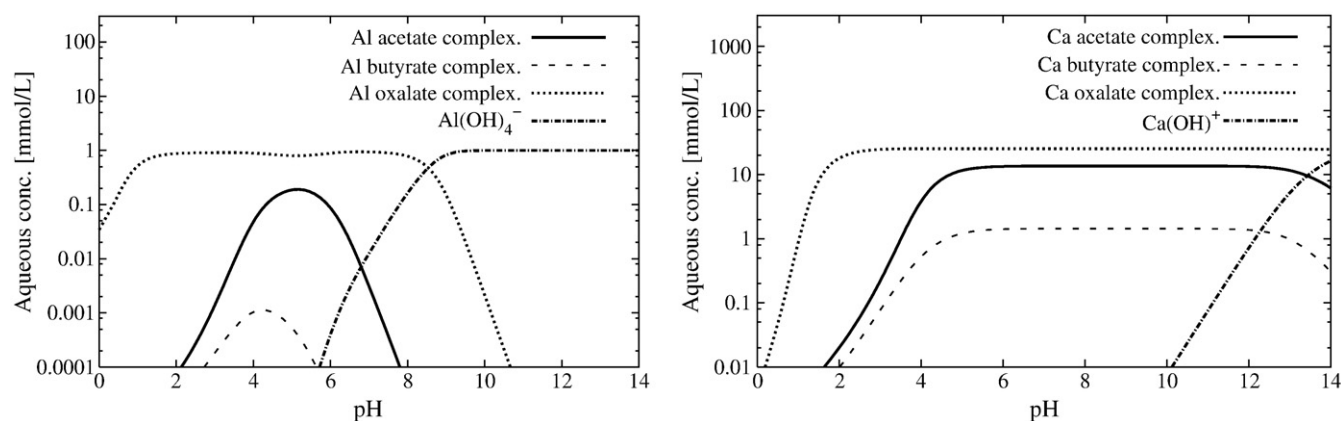 Aqueous conc. [mmol/L]
100
10
1
0.1
0.01
0.001
0.0001
Al acetate complex.
Al butyrate complex.
Al oxalate complex.
Al(OH)₄⁻
0 2 4 6 8 10 12 14
pH
Aqueous conc. [mmol/L]
1000
100
10
1
0.1
0.01
Ca acetate complex.
Ca butyrate complex.
Ca oxalate complex.
Ca(OH)⁺
0 2 4 6 8 10 12 14
pH